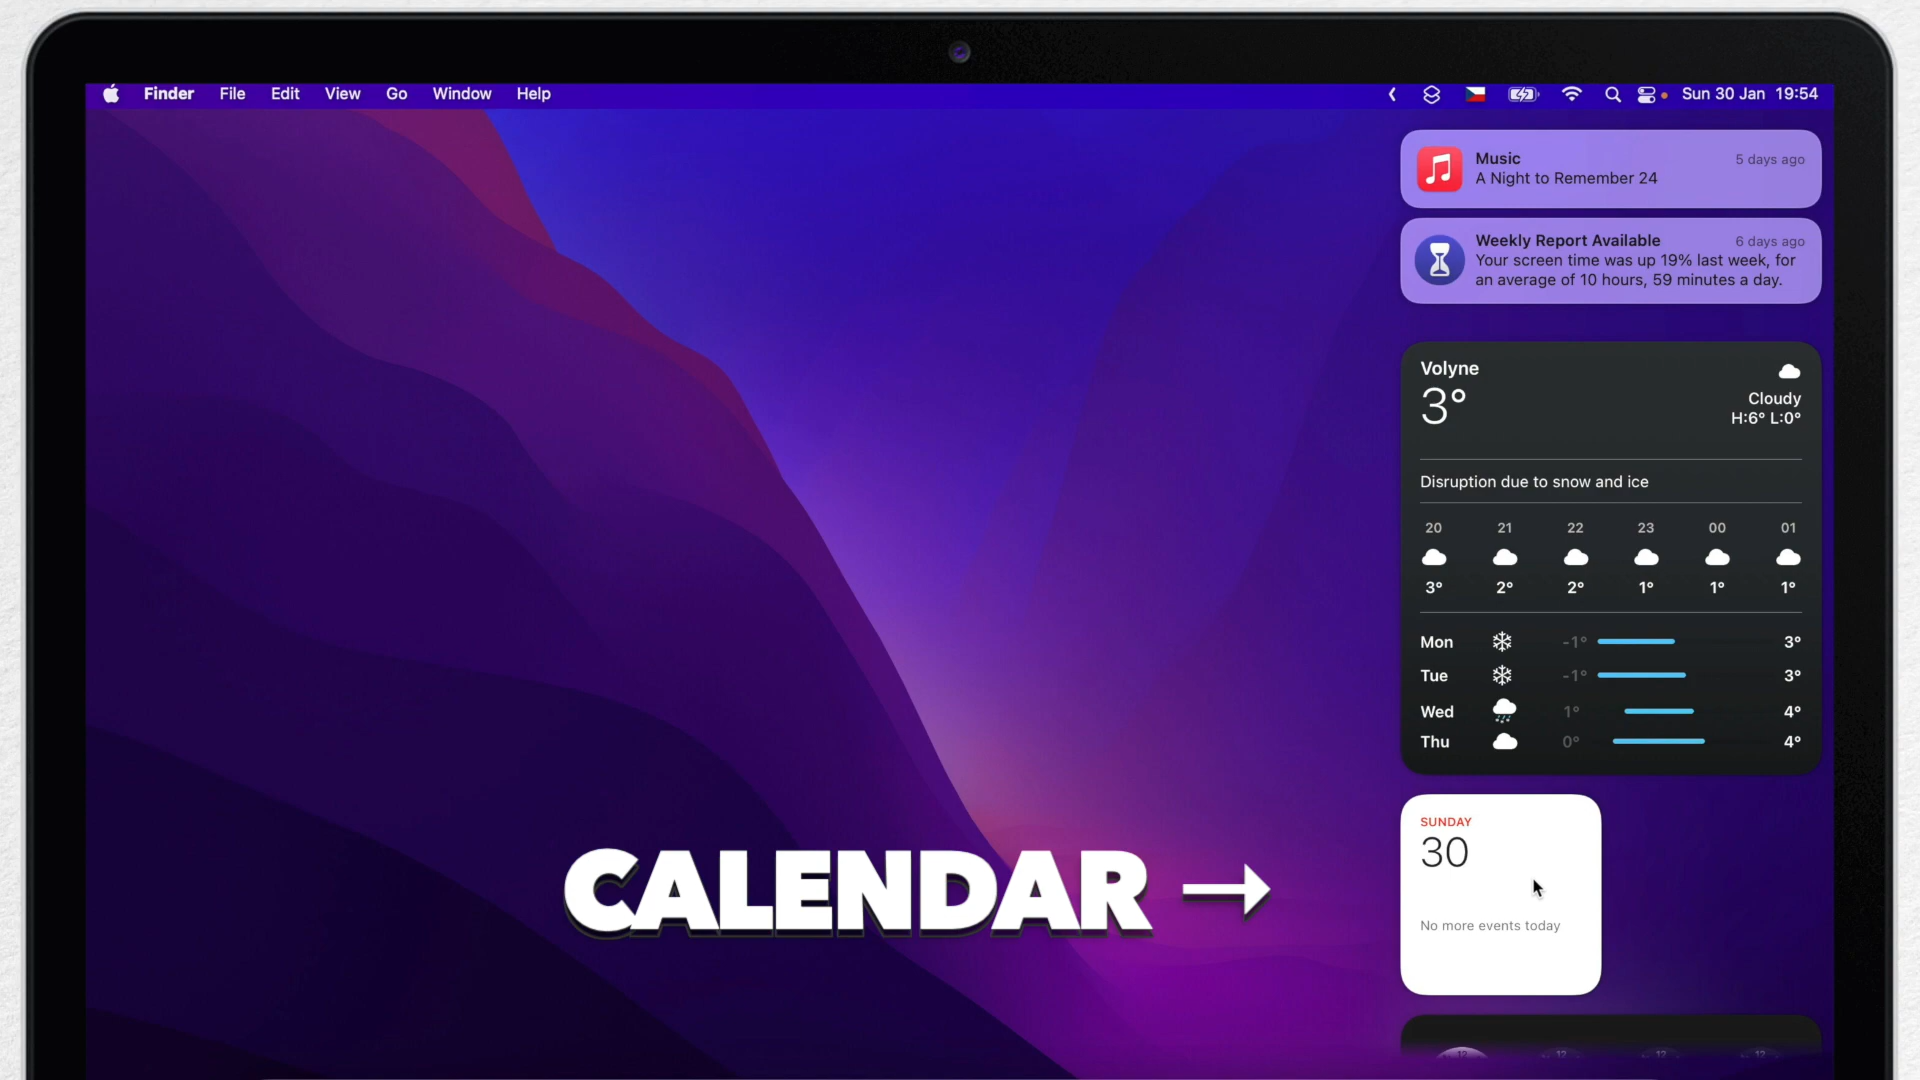 Finder File Edit View Go Window Help Sun 30 Jan 19:54
Music 5 days ago
A Night to Remember 24
Weekly Report Available 6 days ago
Your screen time was up 19% last week, for
an average of 10 hours, 59 minutes a day.
Volyne
3°
Cloudy
H:6° L:0°
Disruption due to snow and ice
20 21 22 23 00 01
3° 2° 2° 1° 1° 1°
Mon -1° 3°
Tue -1° 3°
Wed 1° 4°
Thu 0° 4°
SUNDAY
30
No more events today
CALENDAR →
12 12 12 12